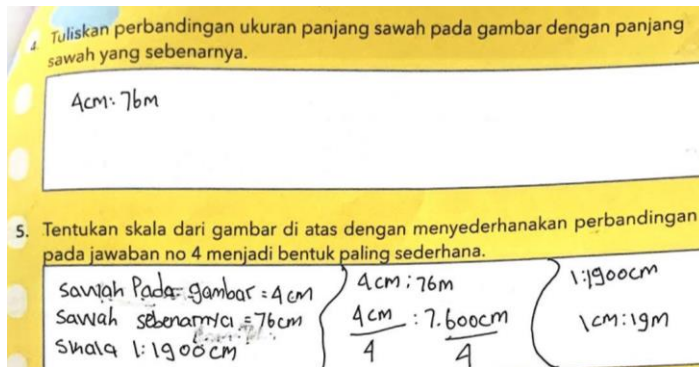 4. Tuliskan perbandingan ukuran panjang sawah pada gambar dengan panjang
sawah yang sebenarnya.
4cm: 76m
5. Tentukan skala dari gambar di atas dengan menyederhanakan perbandingan
pada jawaban no 4 menjadi bentuk paling sederhana.
Sawah Pada gambar = 4 cm
Sawah sebenarnya = 76cm
Skala 1:1900 cm
4cm : 76m
4cm : 7.600cm
4 4
1:1900cm
1cm:19m